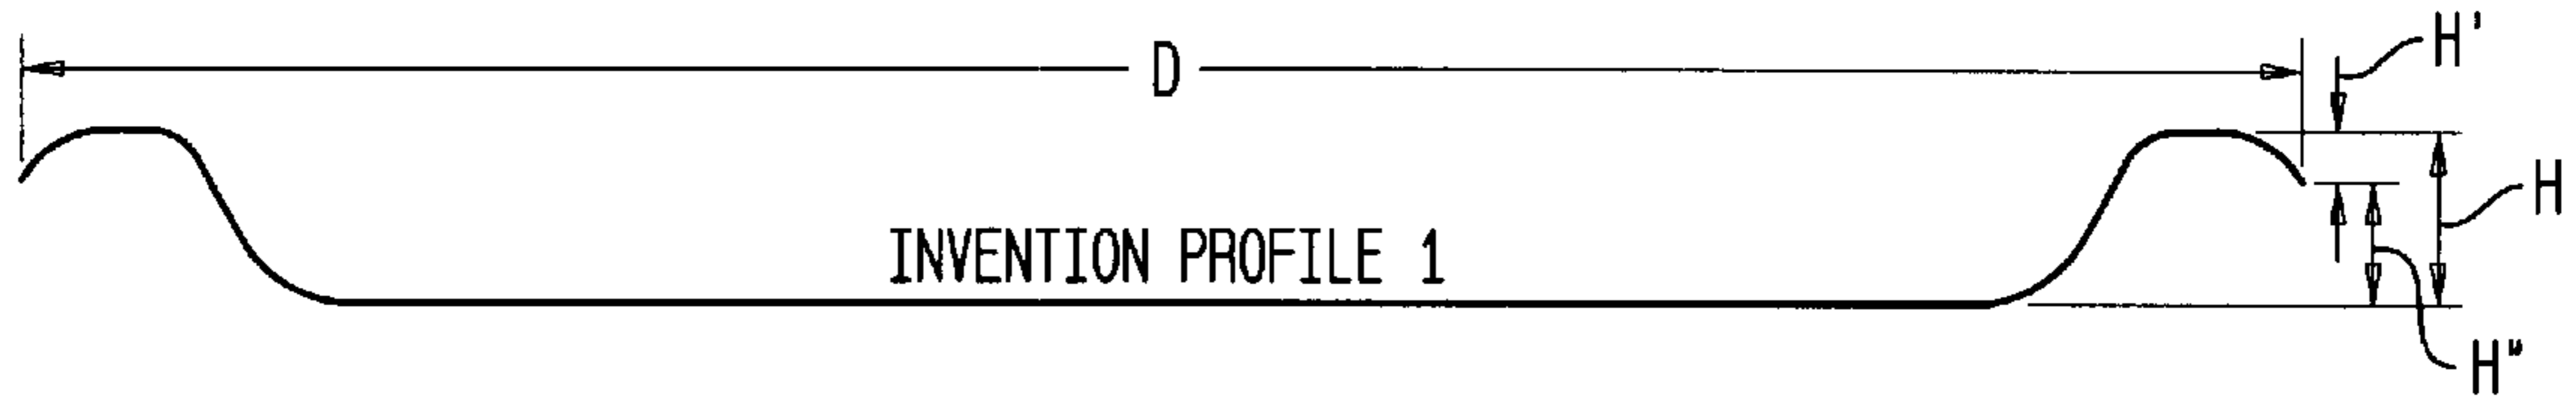 D
H'
H
INVENTION PROFILE 1
H"